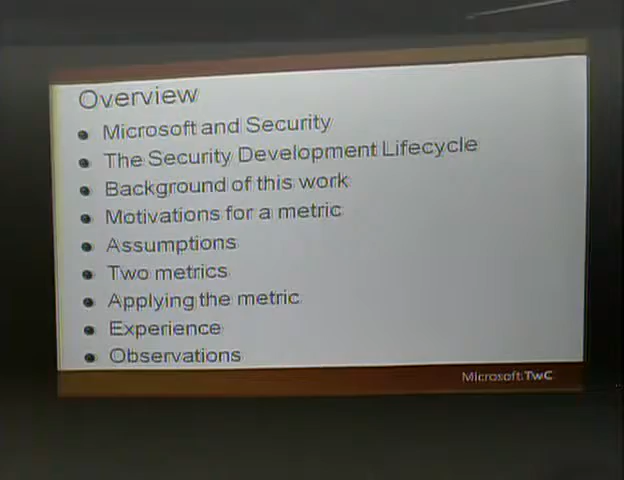 Overview
Microsoft and Security
The Security Development Lifecycle
Background of this work
Motivations for a metric
Assumptions
Two metrics
Applying the metric
Experience
Observations
Microsoft TwC